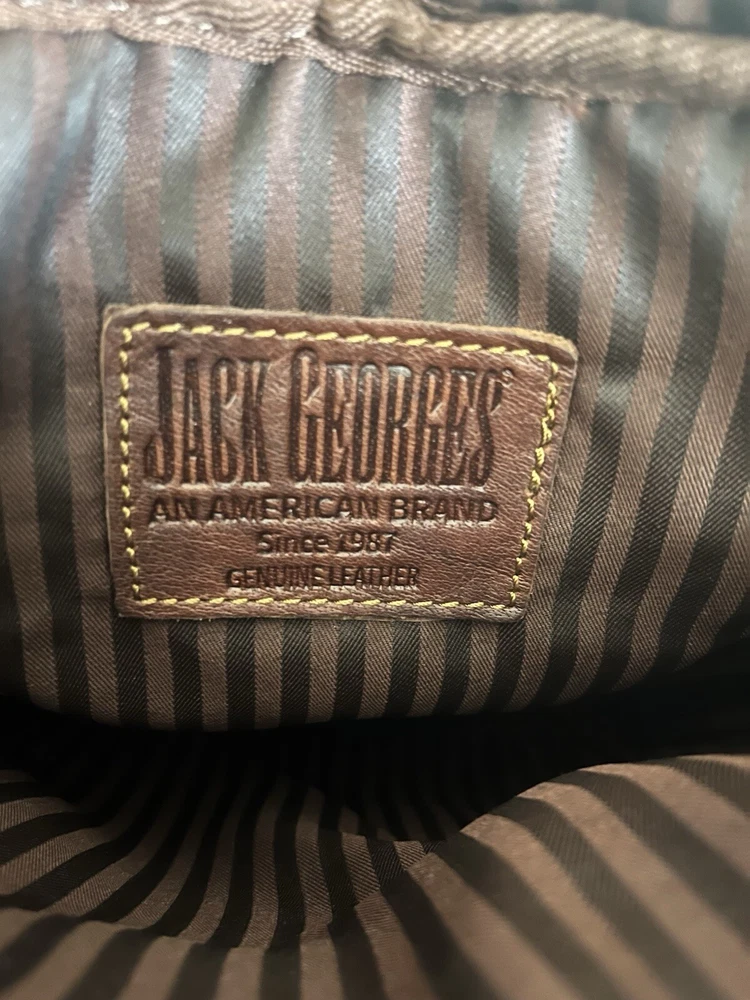 JACK GEORGES®
AN AMERICAN BRAND
Since 1987
GENUINE LEATHER